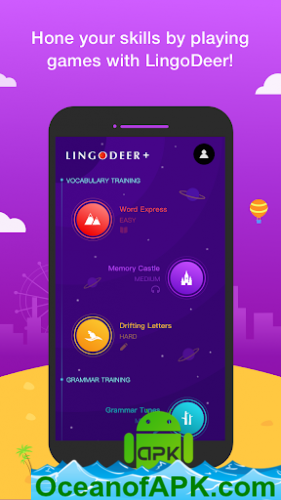 Hone your skills by playing
games with LingoDeer!
LINGODEER+
VOCABULARY TRAINING
Word Express
EASY
Memory Castle
MEDIUM
Drifting Letters
HARD
GRAMMAR TRAINING
Grammar Tunes
APK
OceanofAPK.com